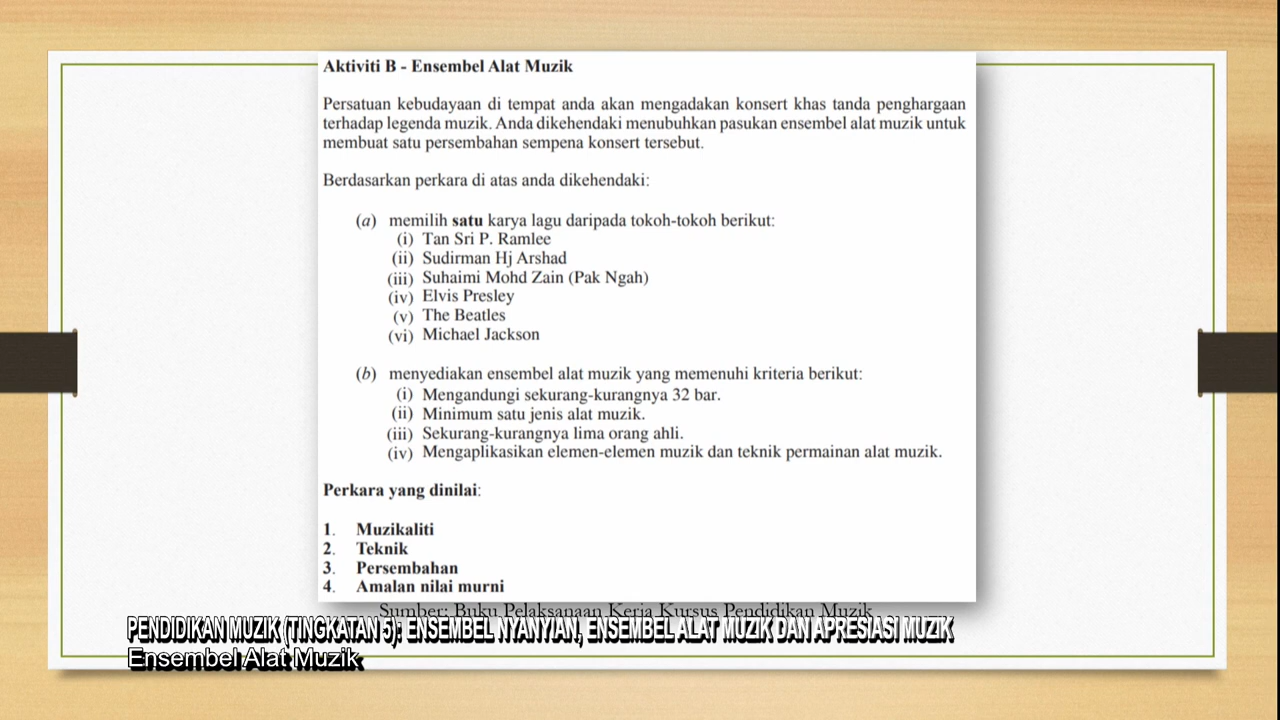 Aktiviti B - Ensembel Alat Muzik
Persatuan kebudayaan di tempat anda akan mengadakan konsert khas tanda penghargaan
terhadap legenda muzik. Anda dikehendaki menubuhkan pasukan ensembel alat muzik untuk
membuat satu persembahan sempena konsert tersebut.
Berdasarkan perkara di atas anda dikehendaki:
(a) memilih satu karya lagu daripada tokoh-tokoh berikut:
(i) Tan Sri P. Ramlee
(ii) Sudirman Hj Arshad
(iii) Suhaimi Mohd Zain (Pak Ngah)
(iv) Elvis Presley
(v) The Beatles
(vi) Michael Jackson
(b) menyediakan ensembel alat muzik yang memenuhi kriteria berikut:
(i) Mengandungi sekurang-kurangnya 32 bar.
(ii) Minimum satu jenis alat muzik.
(iii) Sekurang-kurangnya lima orang ahli.
(iv) Mengaplikasikan elemen-elemen muzik dan teknik permainan alat muzik.
Perkara yang dinilai:
1. Muzikaliti
2. Teknik
3. Persembahan
4. Amalan nilai murni
Sumber: Buku Pelaksanaan Kerja Kursus Pendidikan Muzik
PENDIDIKAN MUZIK (TINGKATAN 5): ENSEMBEL NYANYIAN, ENSEMBEL ALAT MUZIK DAN APRESIASI MUZIK
Ensembel Alat Muzik